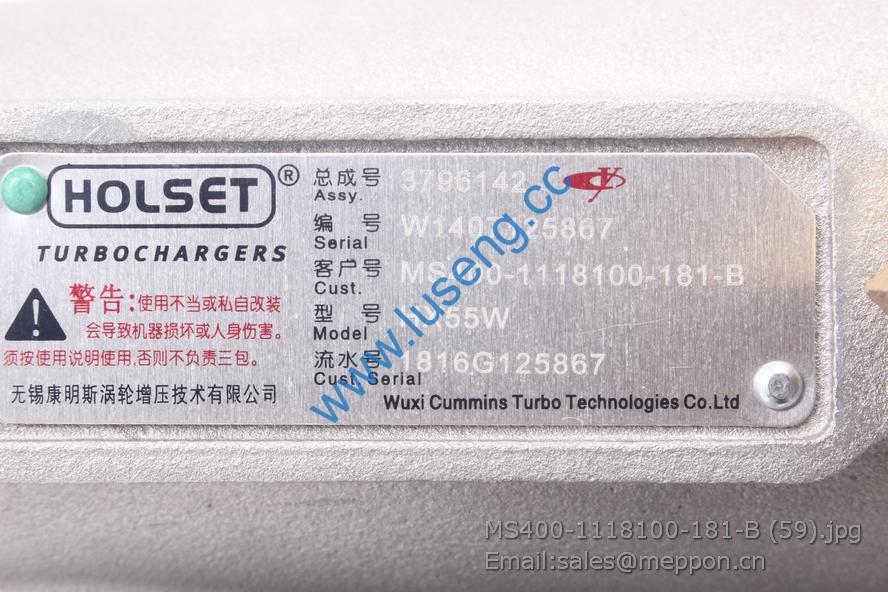 HOLSET®
TURBOCHARGERS
警告:使用不当或私自改装
会导致机器损坏或人身伤害。
须按使用说明使用,否则不负责三包。
无锡康明斯涡轮增压技术有限公司
总成号 3796142
Assy.
编 号
Serial
客户号 MS400-1118100-181-B
Cust.
型 号
Model
流水号 1816G125867
Cust. Serial
Wuxi Cummins Turbo Technologies Co.Ltd
www.luseng.cc
MS400-1118100-181-B (59).jpg
Email:sales@meppon.cn